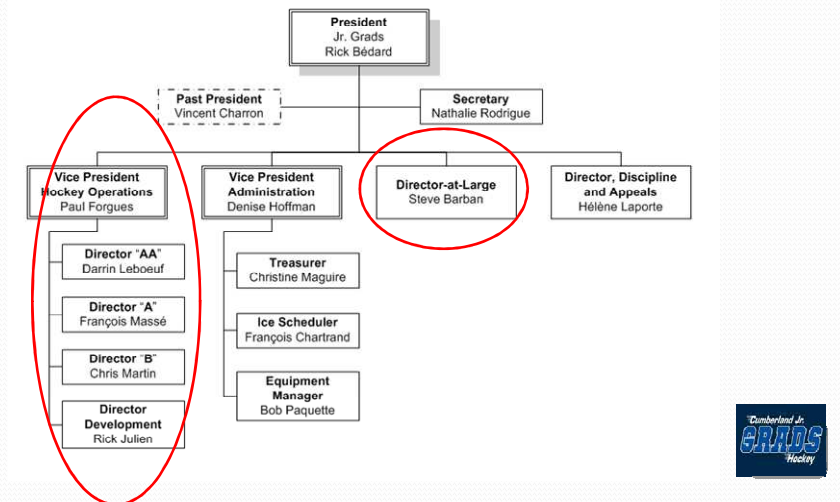 President
Jr. Grads
Rick Bédard
Past President
Vincent Charron
Secretary
Nathalie Rodrigue
Vice President
Hockey Operations
Paul Forgues
Vice President
Administration
Denise Hoffman
Director-at-Large
Steve Barban
Director, Discipline
and Appeals
Hélène Laporte
Director "AA"
Darrin Leboeuf
Director "A"
François Massé
Director "B"
Chris Martin
Director
Development
Rick Julien
Treasurer
Christine Maguire
Ice Scheduler
François Chartrand
Equipment
Manager
Bob Paquette
Cumberland Jr.
GRADS
Hockey